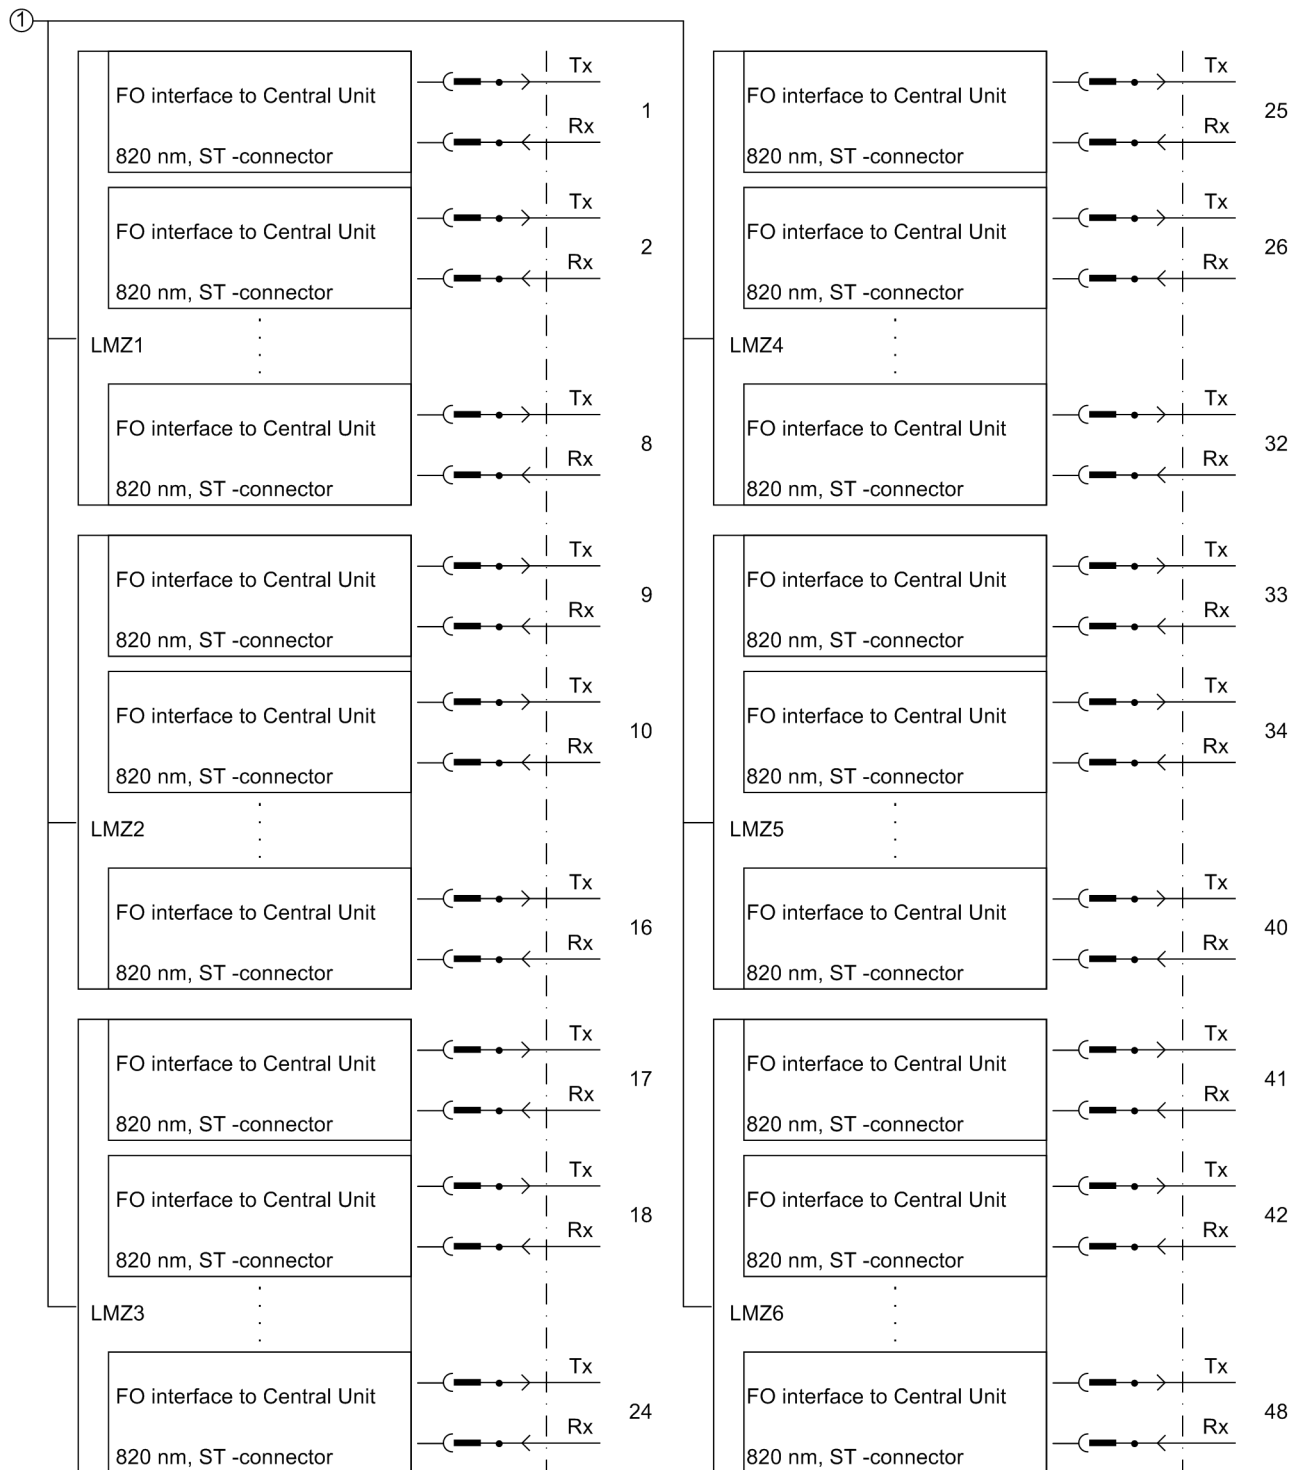 1
FO interface to Central Unit
820 nm, ST -connector
Tx
Rx
1
FO interface to Central Unit
820 nm, ST -connector
Tx
Rx
2
LMZ1
FO interface to Central Unit
820 nm, ST -connector
Tx
Rx
8
FO interface to Central Unit
820 nm, ST -connector
Tx
Rx
9
FO interface to Central Unit
820 nm, ST -connector
Tx
Rx
10
LMZ2
FO interface to Central Unit
820 nm, ST -connector
Tx
Rx
16
FO interface to Central Unit
820 nm, ST -connector
Tx
Rx
17
FO interface to Central Unit
820 nm, ST -connector
Tx
Rx
18
LMZ3
FO interface to Central Unit
820 nm, ST -connector
Tx
Rx
24
FO interface to Central Unit
820 nm, ST -connector
Tx
Rx
25
FO interface to Central Unit
820 nm, ST -connector
Tx
Rx
26
LMZ4
FO interface to Central Unit
820 nm, ST -connector
Tx
Rx
32
FO interface to Central Unit
820 nm, ST -connector
Tx
Rx
33
FO interface to Central Unit
820 nm, ST -connector
Tx
Rx
34
LMZ5
FO interface to Central Unit
820 nm, ST -connector
Tx
Rx
40
FO interface to Central Unit
820 nm, ST -connector
Tx
Rx
41
FO interface to Central Unit
820 nm, ST -connector
Tx
Rx
42
LMZ6
FO interface to Central Unit
820 nm, ST -connector
Tx
Rx
48